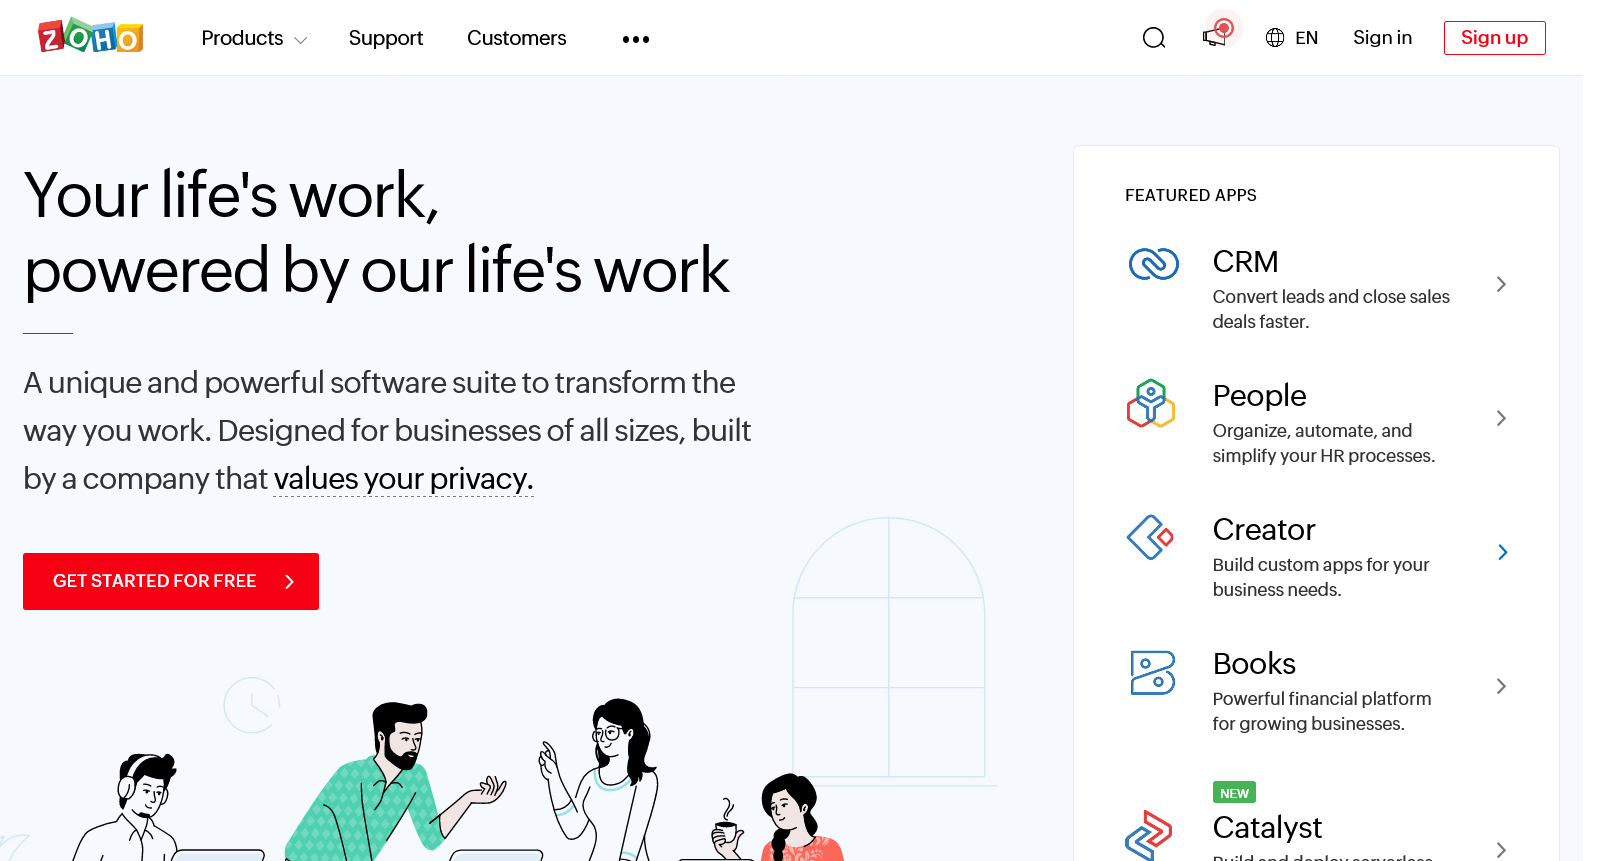 ZOHO
Products
Support
Customers
EN
Sign in
Sign up
Your life's work,
powered by our life's work
A unique and powerful software suite to transform the
way you work. Designed for businesses of all sizes, built
by a company that values your privacy.
GET STARTED FOR FREE
FEATURED APPS
CRM
Convert leads and close sales
deals faster.
People
Organize, automate, and
simplify your HR processes.
Creator
Build custom apps for your
business needs.
Books
Powerful financial platform
for growing businesses.
NEW
Catalyst
Build and deploy serverless